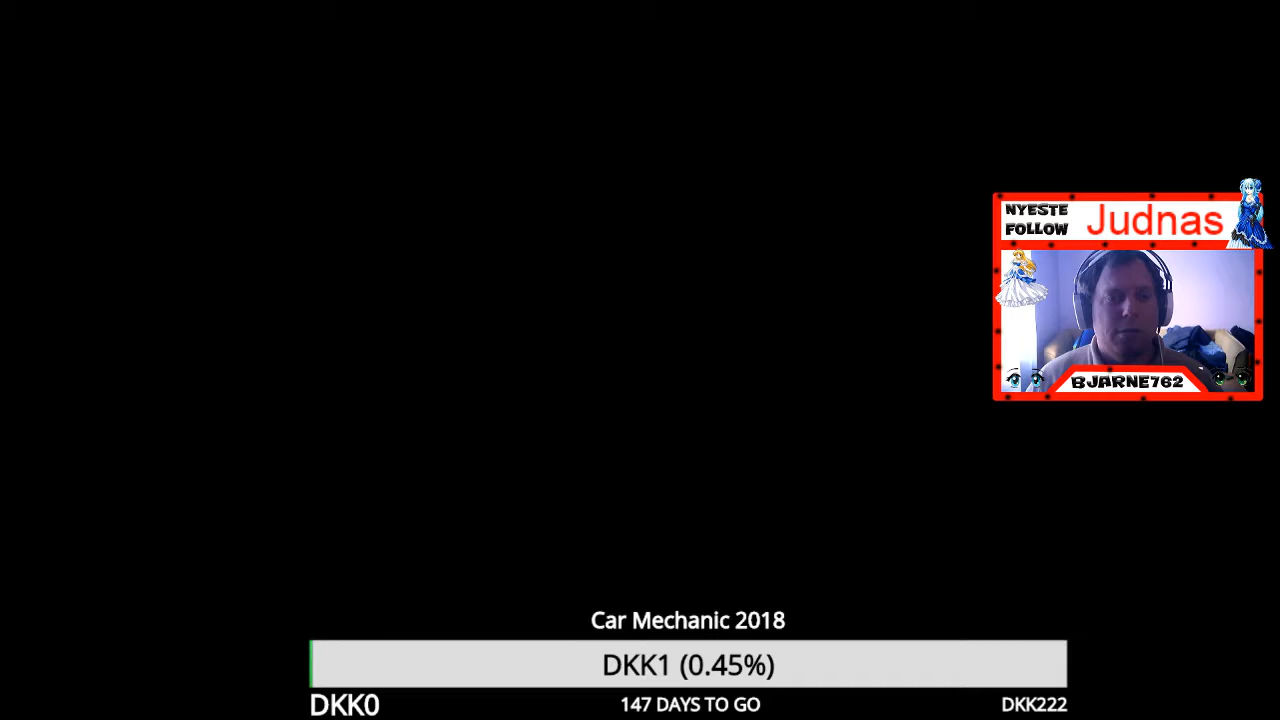 NYESTE
FOLLOW
Judnas
BJARNE762
Car Mechanic 2018
DKK1 (0.45%)
DKK0
147 DAYS TO GO
DKK222